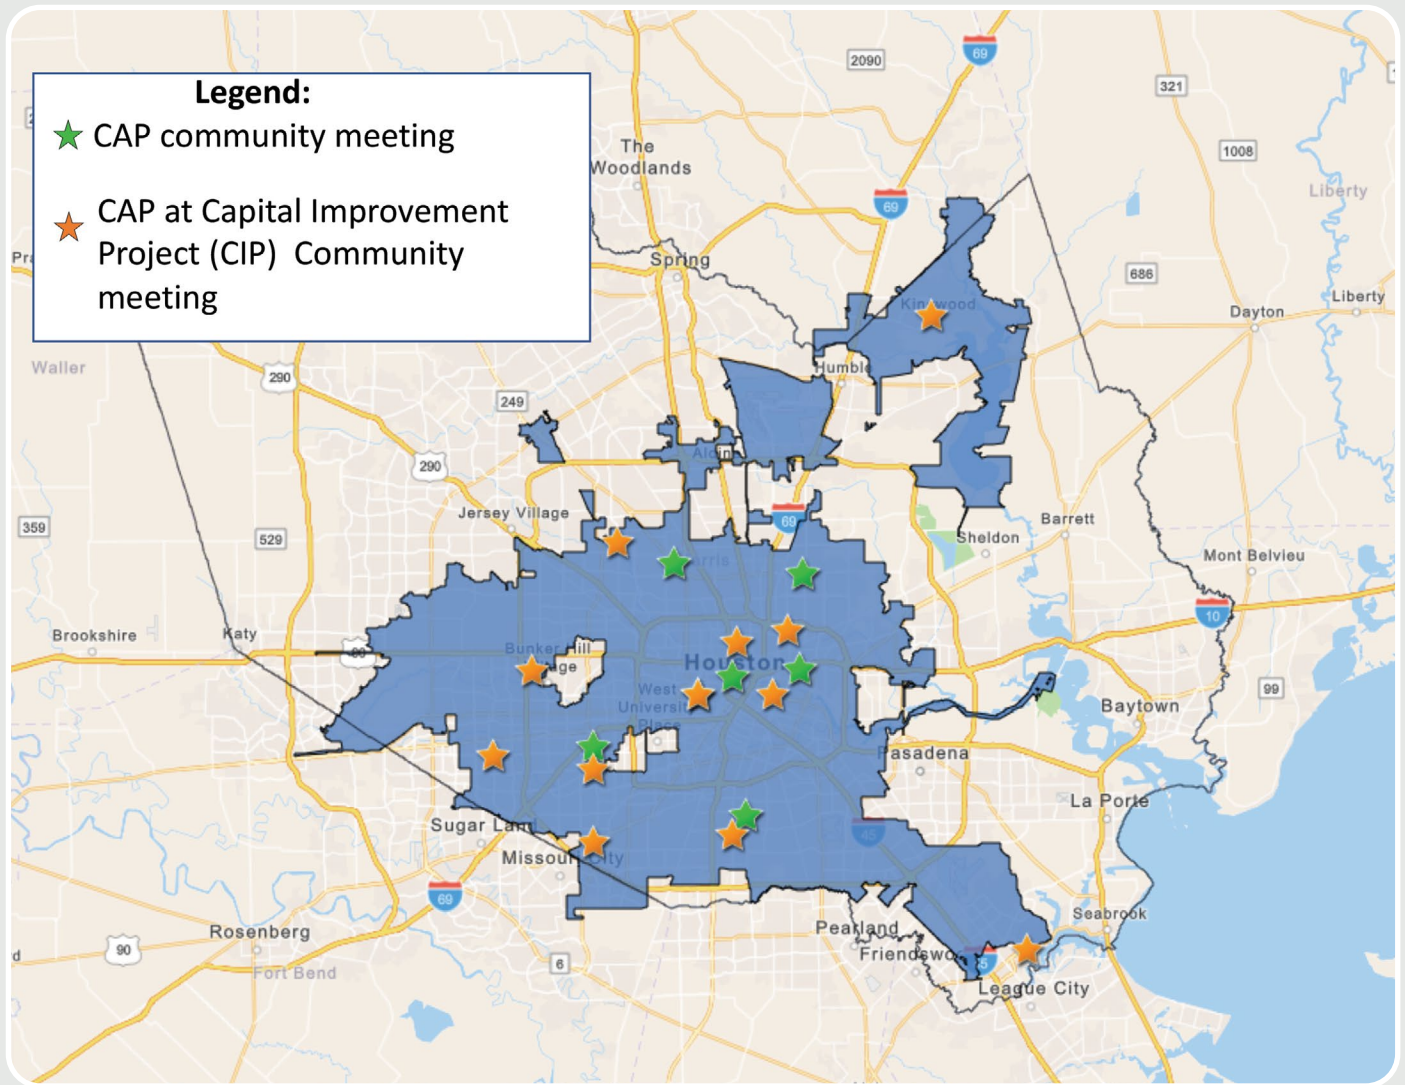 Legend:
CAP community meeting
CAP at Capital Improvement
Project (CIP)  Community
meeting
69
2090
321
The
Woodlands
1008
Liberty
69
Spring
686
Kingwood
Liberty
Dayton
Waller
290
Humble
249
290
Jersey Village
69
359
529
Barrett
Sheldon
Mont Belvieu
10
Brookshire
Katy
Bunker Hill
Houston
West
University
Place
99
Baytown
Pasadena
La Porte
Sugar Land
45
Missouri City
69
Seabrook
Pearland
Rosenberg
90
Friendswo
6
Fort Bend
League City